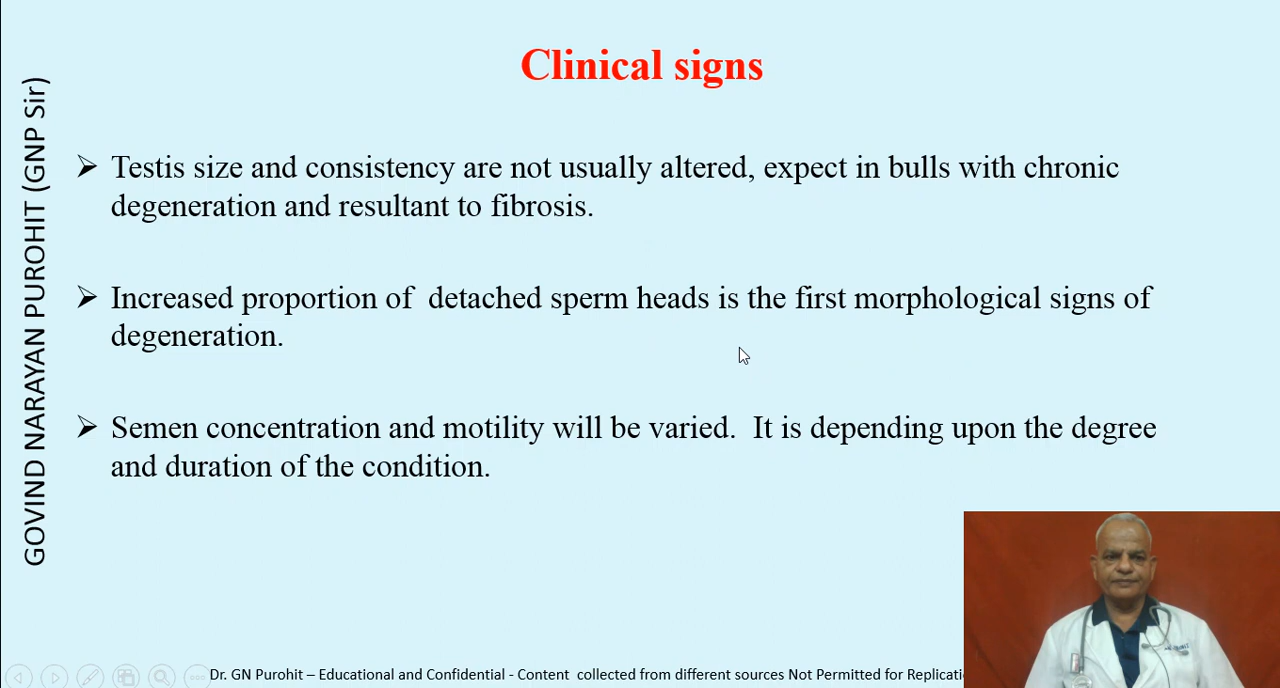 Clinical signs
GOVIND NARAYAN PUROHIT (GNP Sir)
➢ Testis size and consistency are not usually altered, expect in bulls with chronic
degeneration and resultant to fibrosis.
➢ Increased proportion of  detached sperm heads is the first morphological signs of
degeneration.
➢ Semen concentration and motility will be varied.  It is depending upon the degree
and duration of the condition.
Dr. GN Purohit – Educational and Confidential - Content  collected from different sources Not Permitted for